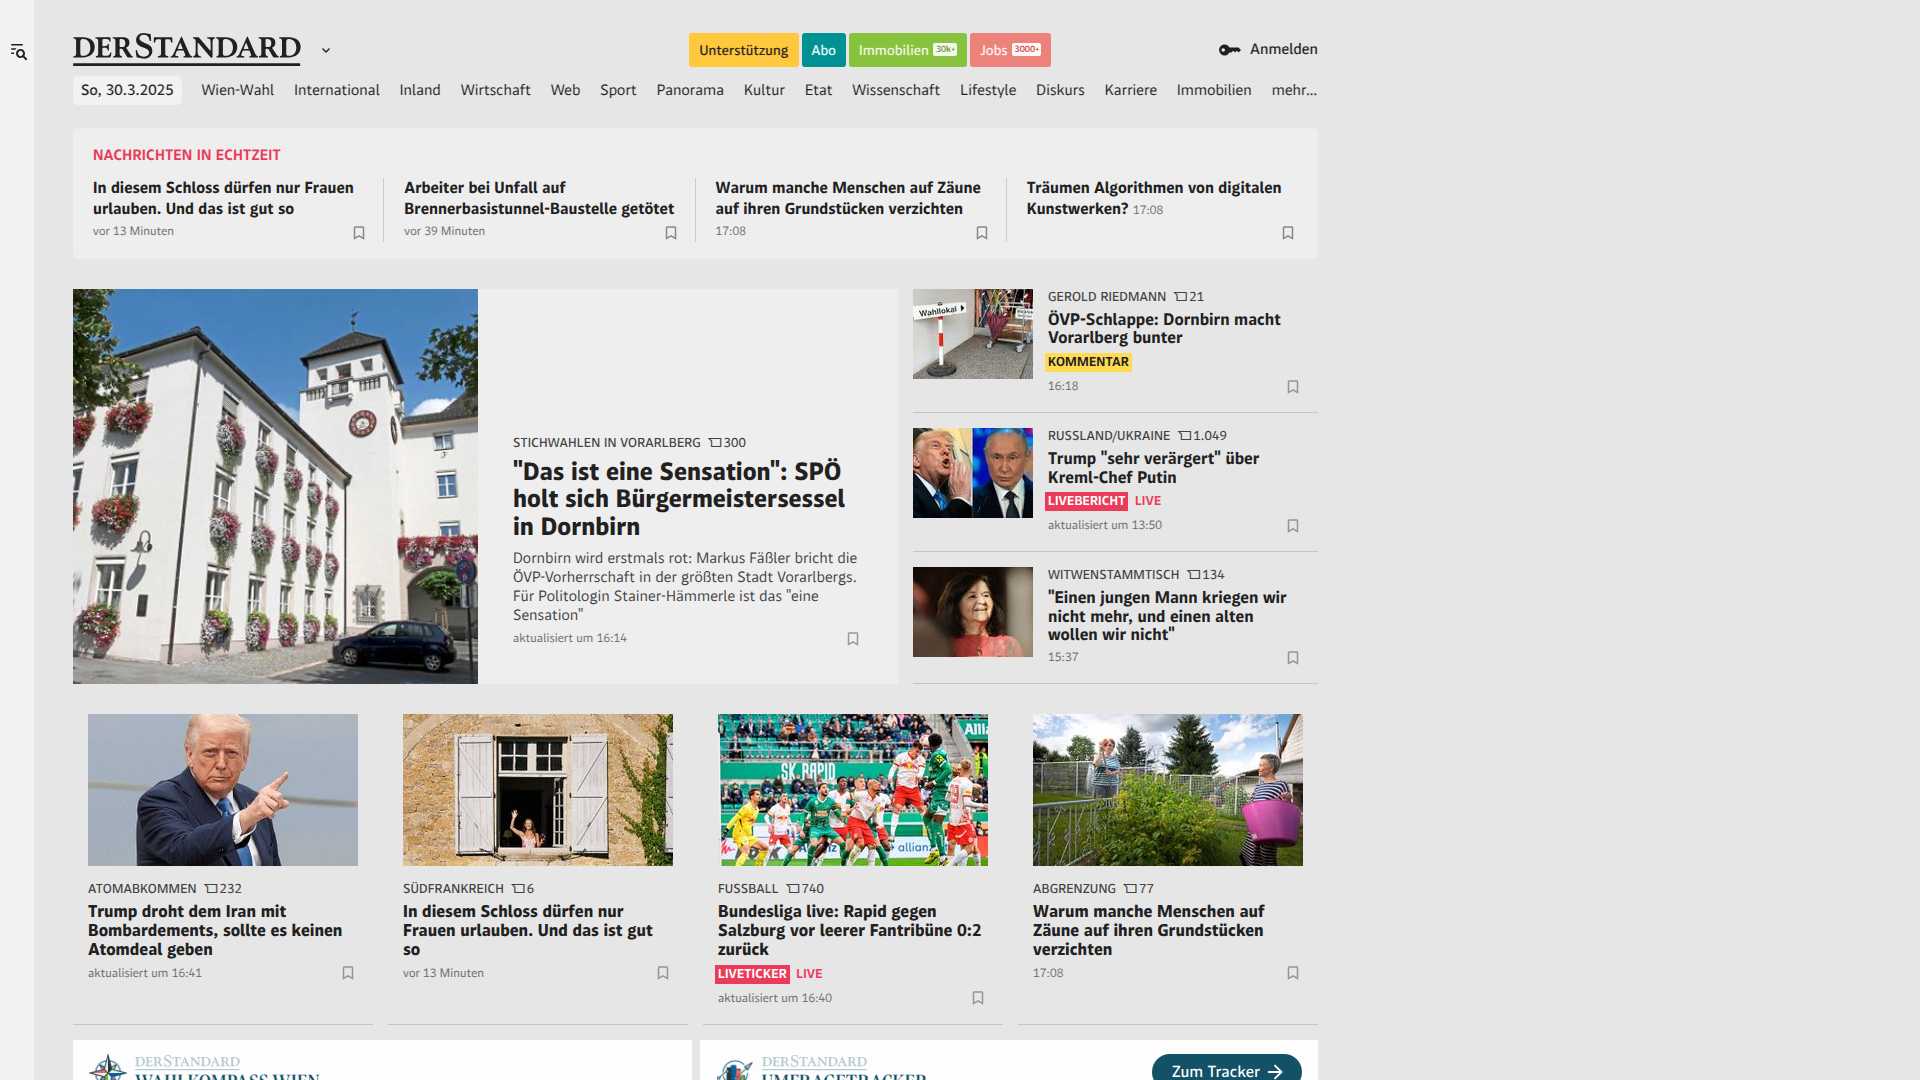 DERSTANDARD
Unterstützung
Abo
Immobilien 30k+
Jobs 3000+
Anmelden
So, 30.3.2025
Wien-Wahl
International
Inland
Wirtschaft
Web
Sport
Panorama
Kultur
Etat
Wissenschaft
Lifestyle
Diskurs
Karriere
Immobilien
mehr...
NACHRICHTEN IN ECHTZEIT
In diesem Schloss dürfen nur Frauen
urlauben. Und das ist gut so
vor 13 Minuten
Arbeiter bei Unfall auf
Brennerbasistunnel-Baustelle getötet
vor 39 Minuten
Warum manche Menschen auf Zäune
auf ihren Grundstücken verzichten
17:08
Träumen Algorithmen von digitalen
Kunstwerken? 17:08
STICHWAHLEN IN VORARLBERG 300
"Das ist eine Sensation": SPÖ
holt sich Bürgermeistersessel
in Dornbirn
Dornbirn wird erstmals rot: Markus Fäßler bricht die
ÖVP-Vorherrschaft in der größten Stadt Vorarlbergs.
Für Politologin Stainer-Hämmerle ist das "eine
Sensation"
aktualisiert um 16:14
Wahllokal
GEROLD RIEDMANN 21
ÖVP-Schlappe: Dornbirn macht
Vorarlberg bunter
KOMMENTAR
16:18
RUSSLAND/UKRAINE 1.049
Trump "sehr verärgert" über
Kreml-Chef Putin
LIVEBERICHT LIVE
aktualisiert um 13:50
WITWENSTAMMTISCH 134
"Einen jungen Mann kriegen wir
nicht mehr, und einen alten
wollen wir nicht"
15:37
ATOMABKOMMEN 232
Trump droht dem Iran mit
Bombardements, sollte es keinen
Atomdeal geben
aktualisiert um 16:41
SÜDFRANKREICH 6
In diesem Schloss dürfen nur
Frauen urlauben. Und das ist gut
so
vor 13 Minuten
Alli
SK RAPID
allianz
FUSSBALL 740
Bundesliga live: Rapid gegen
Salzburg vor leerer Fantribüne 0:2
zurück
LIVETICKER LIVE
aktualisiert um 16:40
ABGRENZUNG 77
Warum manche Menschen auf
Zäune auf ihren Grundstücken
verzichten
17:08
DERSTANDARD
WAHLKOMPASS WIEN
DERSTANDARD
UMFRAGETRACKER
Zum Tracker